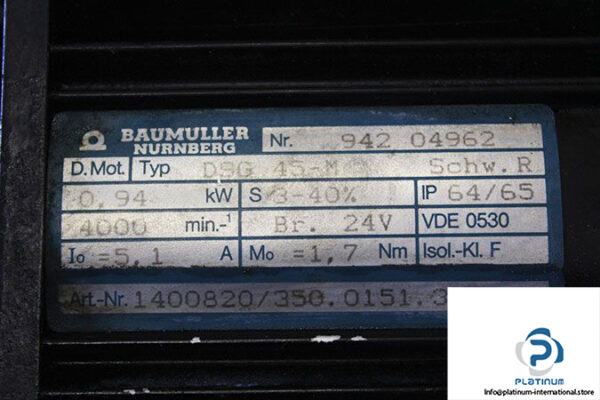 BAUMULLER
NURNBERG
Nr. 942 04962
D.Mot. Typ DSG 45-M Schw.R
0,94 kW S 3-40% IP 64/65
4000 min.-1 Br. 24V VDE 0530
Io =5,1 A Mo =1,7 Nm Isol-Kl. F
Art-Nr. 1400820/350.0151.3
PLATINUM
https://platinum-international.store